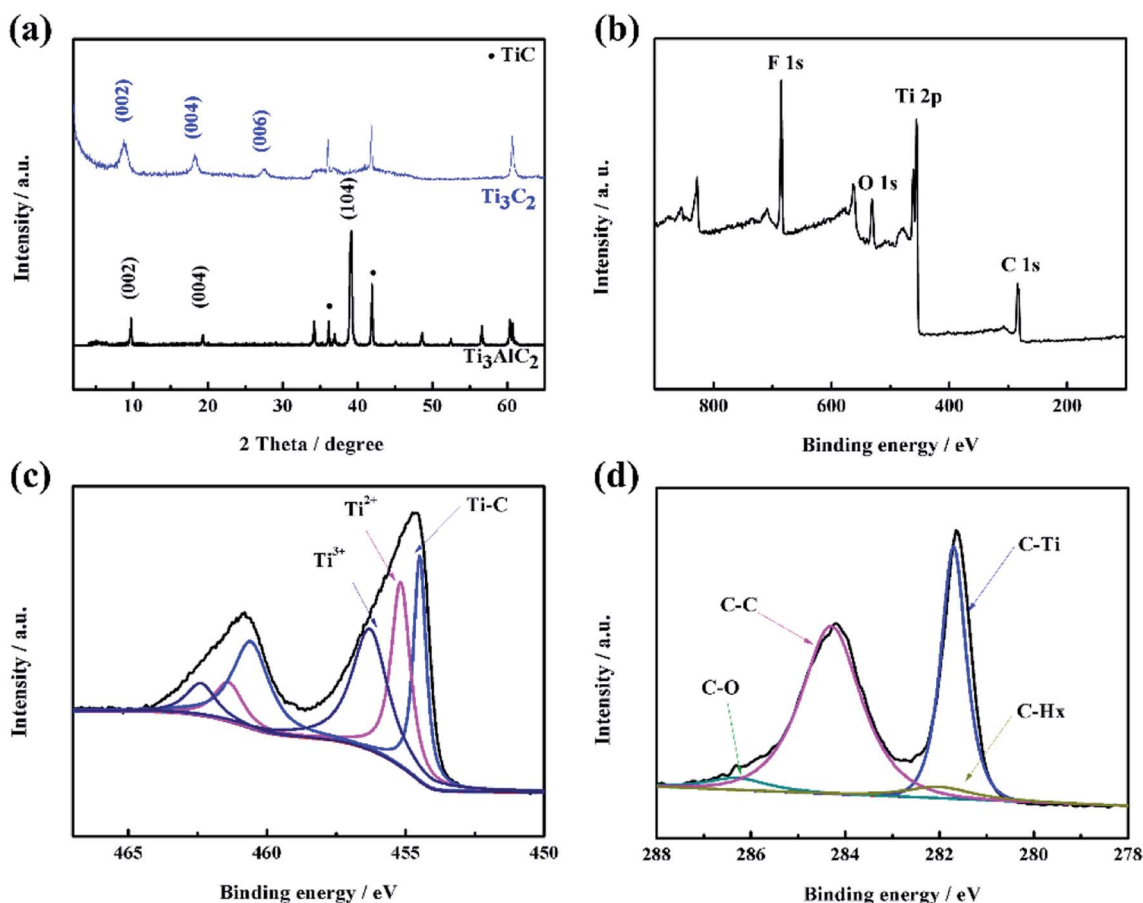 (a)
• TiC
(002)
(004)
(006)
Ti₃C₂
(104)
(002)
(004)
Ti₃AlC₂
Intensity / a.u.
10 20 30 40 50 60
2 Theta / degree
(b)
F 1s
Ti 2p
O 1s
C 1s
Intensity / a. u.
800 600 400 200
Binding energy / eV
(c)
Ti²⁺
Ti-C
Ti³⁺
Intensity / a.u.
465 460 455 450
Binding energy / eV
(d)
C-Ti
C-C
C-O
C-Hx
Intensity / a.u.
288 286 284 282 280 278
Binding energy / eV